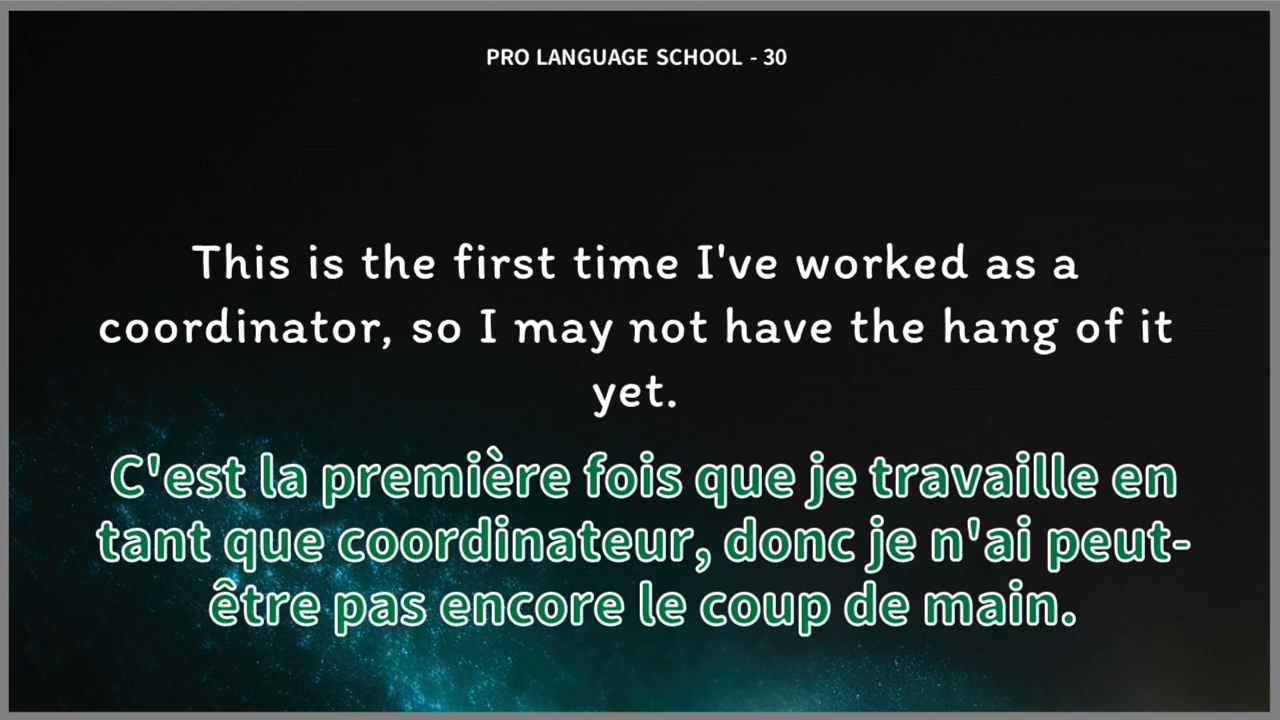 PRO LANGUAGE SCHOOL - 30
This is the first time I've worked as a
coordinator, so I may not have the hang of it
yet.
C'est la première fois que je travaille en
tant que coordinateur, donc je n'ai peut-
être pas encore le coup de main.